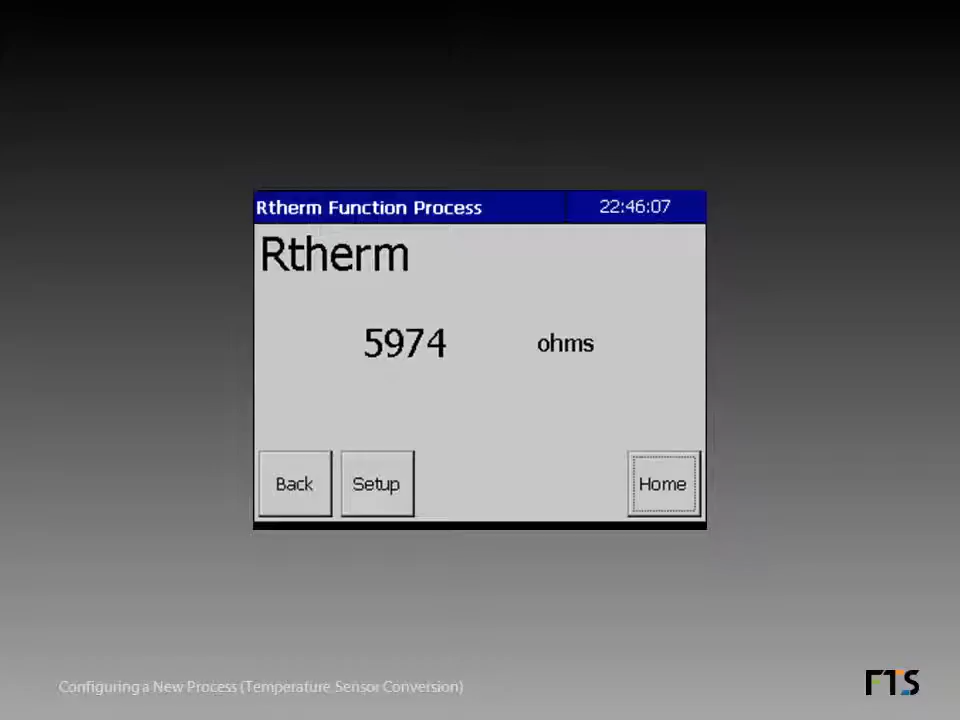 Rtherm Function Process 22:46:07
Rtherm
5974 ohms
Back Setup Home
Configuring a New Process (Temperature Sensor Conversion)
FTS